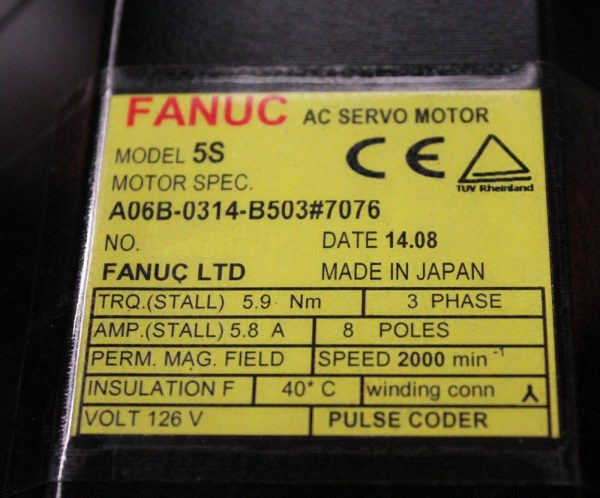 FANUC AC SERVO MOTOR
MODEL 5S
MOTOR SPEC.
TUV Rheinland
A06B-0314-B503#7076
NO. DATE 14.08
FANUÇ LTD MADE IN JAPAN
TRQ.(STALL) 5.9 Nm 3 PHASE
AMP.(STALL) 5.8 A 8 POLES
PERM. MAG. FIELD SPEED 2000 min⁻¹
INSULATION F 40° C winding conn
VOLT 126 V PULSE CODER